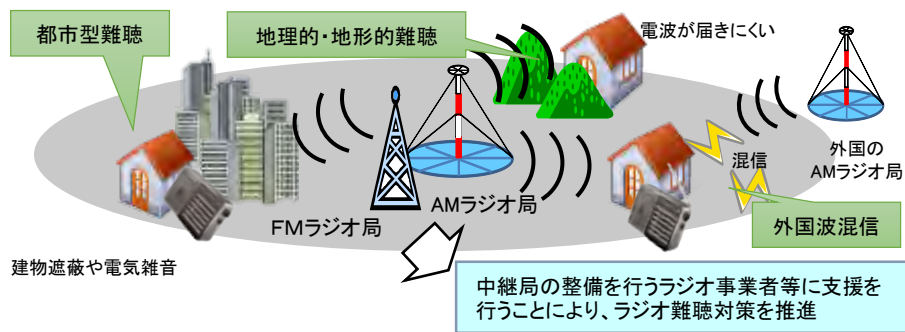 都市型難聴
地理的・地形的難聴
電波が届きにくい
外国の
AMラジオ局
混信
外国波混信
AMラジオ局
FMラジオ局
建物遮蔽や電気雑音
中継局の整備を行うラジオ事業者等に支援を
行うことにより、ラジオ難聴対策を推進